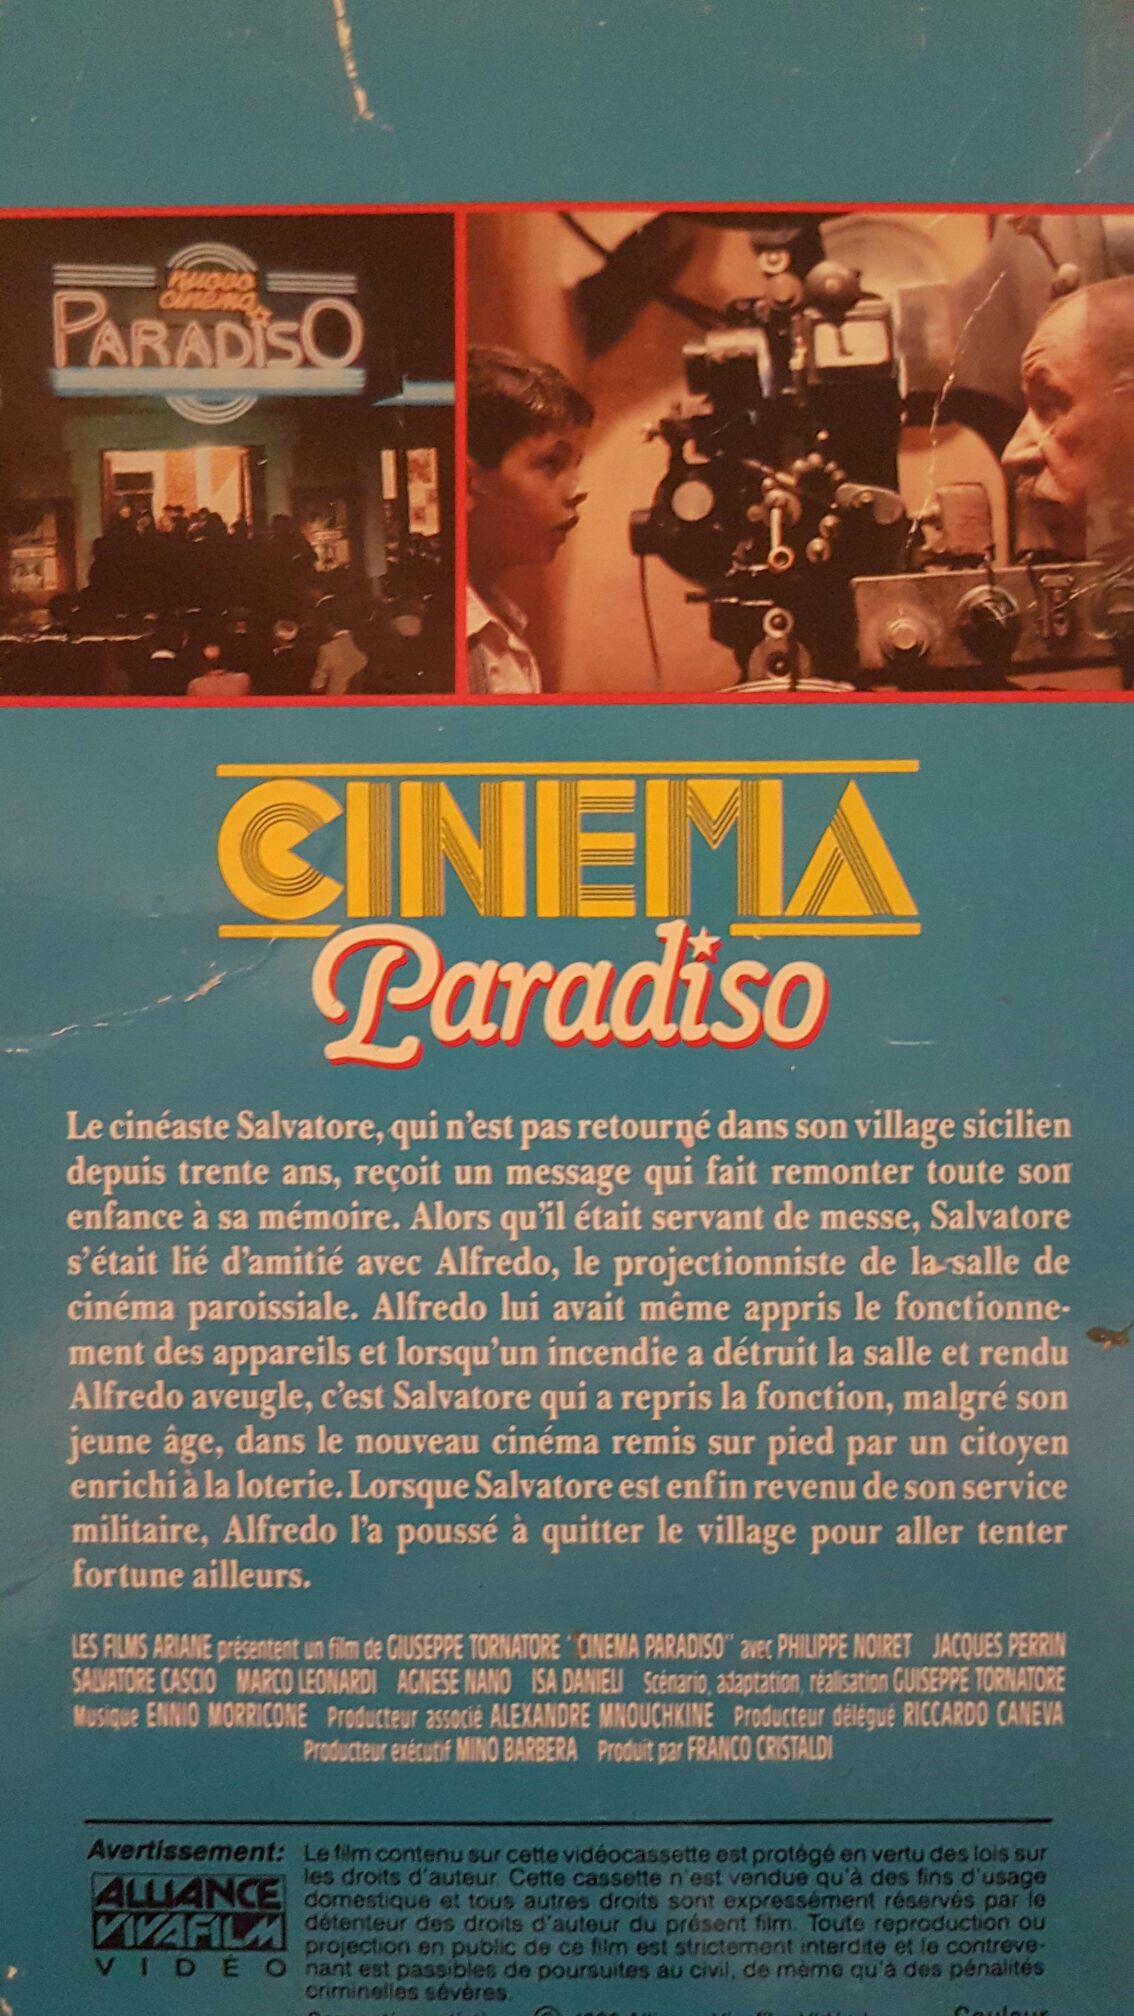 nuovo
cinema
PARADISO
CINEMA
Paradiso
Le cinéaste Salvatore, qui n'est pas retourné dans son village sicilien
depuis trente ans, reçoit un message qui fait remonter toute son
enfance à sa mémoire. Alors qu'il était servant de messe, Salvatore
s'était lié d'amitié avec Alfredo, le projectionniste de la salle de
cinéma paroissiale. Alfredo lui avait même appris le fonctionne-
ment des appareils et lorsqu'un incendie a détruit la salle et rendu
Alfredo aveugle, c'est Salvatore qui a repris la fonction, malgré son
jeune âge, dans le nouveau cinéma remis sur pied par un citoyen
enrichi à la loterie. Lorsque Salvatore est enfin revenu de son service
militaire, Alfredo l'a poussé à quitter le village pour aller tenter
fortune ailleurs.
LES FILMS ARIANE présentent un film de GIUSEPPE TORNATORE "CINEMA PARADISO" avec PHILIPPE NOIRET JACQUES PERRIN
SALVATORE CASCIO MARCO LEONARDI AGNESE NANO ISA DANIELI Scénario, adaptation, réalisation GUISEPPE TORNATORE
Musique ENNIO MORRICONE Producteur associé ALEXANDRE MNOUCHKINE Producteur délégué RICCARDO CANEVA
Producteur exécutif MINO BARBERA Produit par FRANCO CRISTALDI
Avertissement:
ALLIANCE
VIVAFILM
VIDÉO
Le film contenu sur cette vidéocassette est protégé en vertu des lois sur
les droits d'auteur. Cette cassette n'est vendue qu'à des fins d'usage
domestique et tous autres droits sont expressément réservés par le
détenteur des droits d'auteur du présent film. Toute reproduction ou
projection en public de ce film est strictement interdite et le contreve-
nant est passibles de poursuites au civil, de même qu'à des pénalités
criminelles sévères.
Couleur